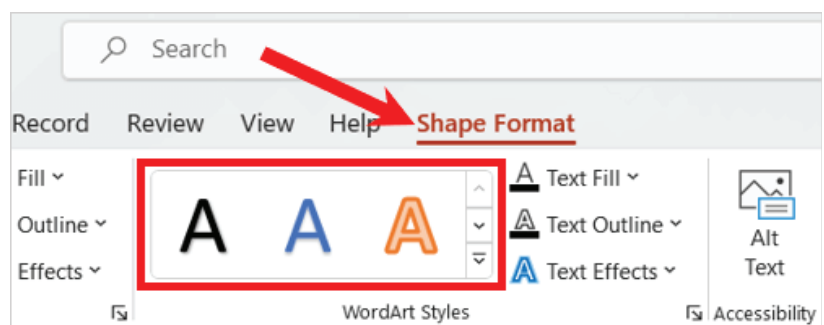 Search
Record Review View Help Shape Format
Fill
Outline
Effects
A A A
A Text Fill
A Text Outline
A Text Effects
Alt
Text
WordArt Styles
Accessibility